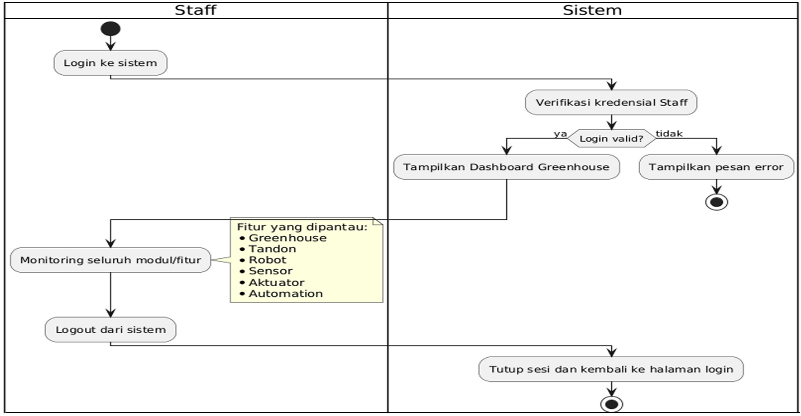 Staff
Sistem
Login ke sistem
Verifikasi kredensial Staff
ya
Login valid?
tidak
Tampilkan Dashboard Greenhouse
Tampilkan pesan error
Fitur yang dipantau:
• Greenhouse
• Tandon
• Robot
• Sensor
• Aktuator
• Automation
Monitoring seluruh modul/fitur
Logout dari sistem
Tutup sesi dan kembali ke halaman login